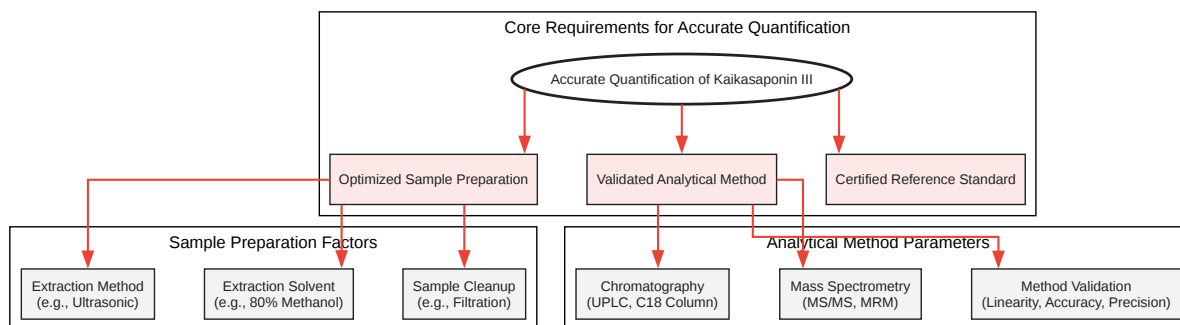 Core Requirements for Accurate Quantification
Accurate Quantification of Kaikasaponin III
Optimized Sample Preparation
Validated Analytical Method
Certified Reference Standard
Sample Preparation Factors
Analytical Method Parameters
Extraction Method
(e.g., Ultrasonic)
Extraction Solvent
(e.g., 80% Methanol)
Sample Cleanup
(e.g., Filtration)
Chromatography
(UPLC, C18 Column)
Mass Spectrometry
(MS/MS, MRM)
Method Validation
(Linearity, Accuracy, Precision)